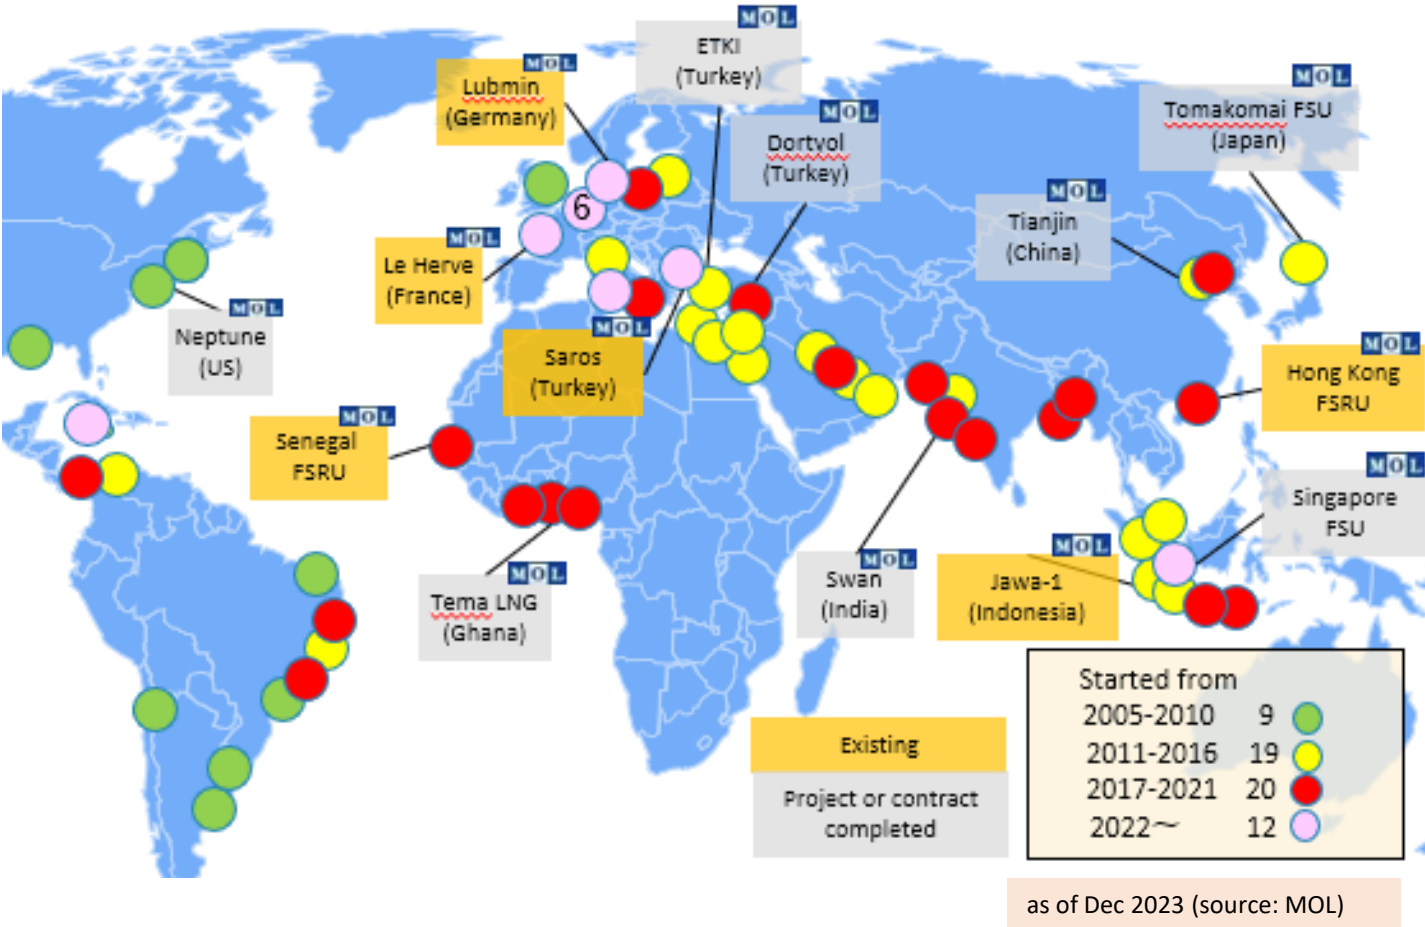 MOL
ETKI
(Turkey)
MOL
Lubmin
(Germany)
MOL
Tomakomai FSU
(Japan)
MOL
Dortvol
(Turkey)
MOL
Tianjin
(China)
6
MOL
Le Herve
(France)
MOL
Neptune
(US)
MOL
Saros
(Turkey)
MOL
Hong Kong
FSRU
MOL
Senegal
FSRU
MOL
Singapore
FSU
MOL
Tema LNG
(Ghana)
MOL
Swan
(India)
MOL
Jawa-1
(Indonesia)
Started from
2005-2010 9
2011-2016 19
2017-2021 20
2022~ 12
Existing
Project or contract
completed
as of Dec 2023 (source: MOL)